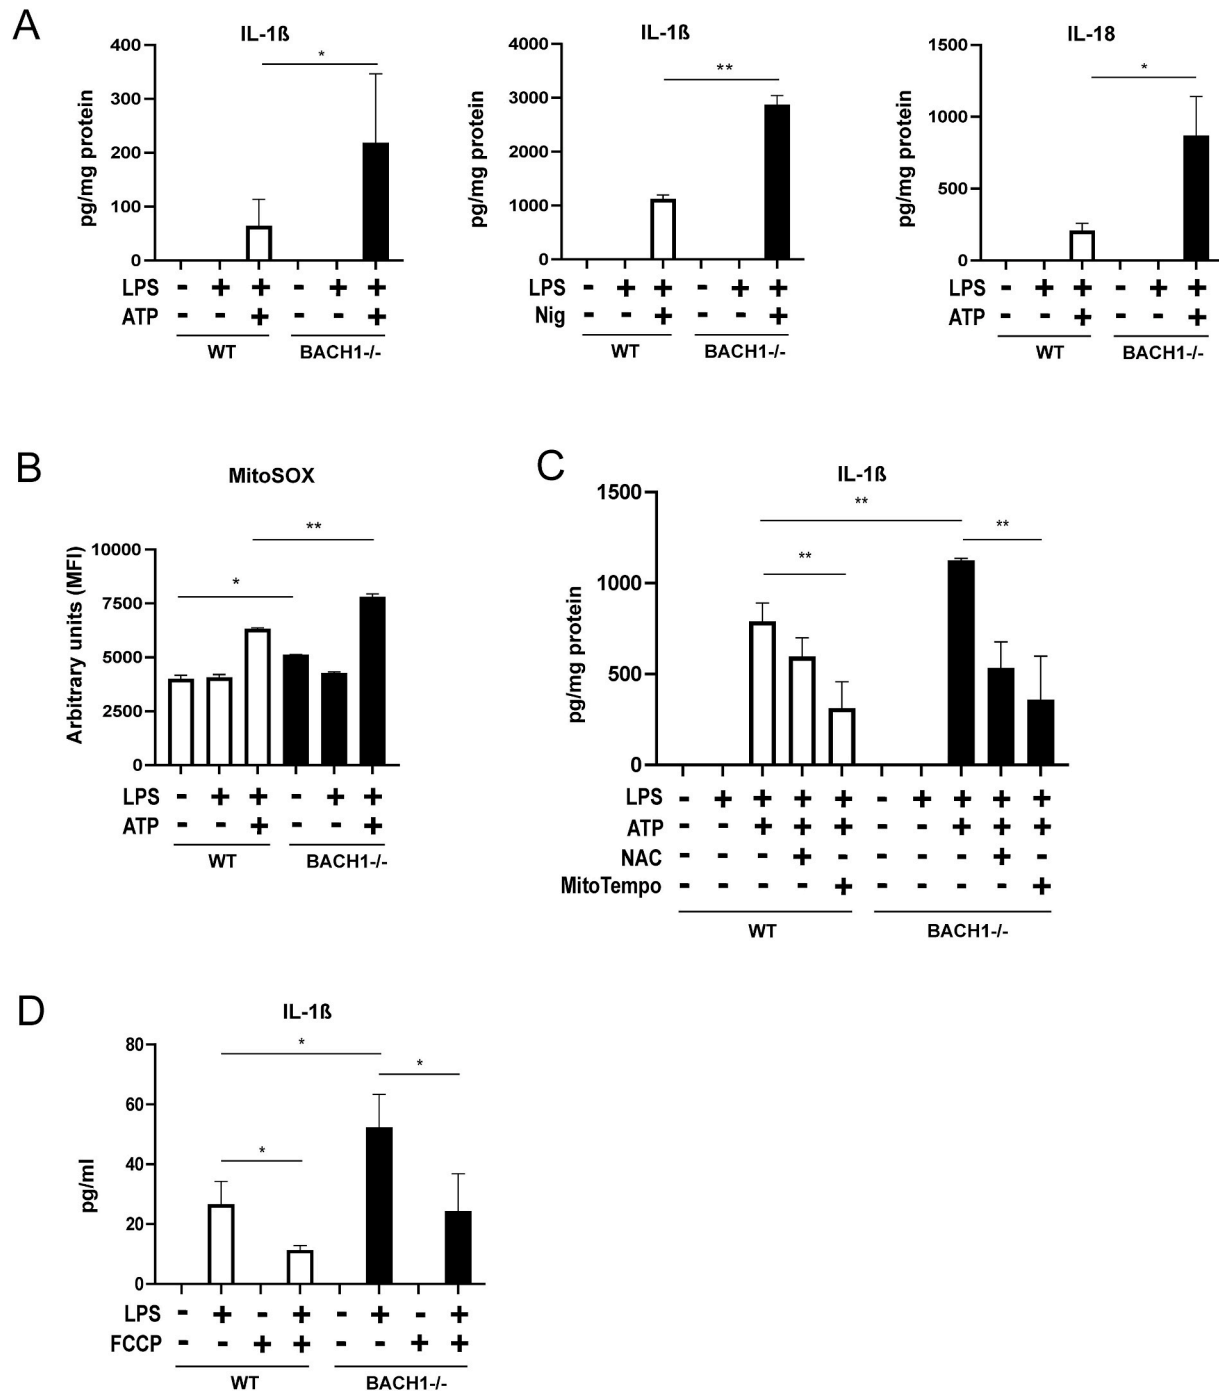 A
IL-1ß
pg/mg protein
400
300
200
100
0
*
LPS - + + - + +
ATP - - + - - +
WT BACH1-/-
IL-1ß
pg/mg protein
4000
3000
2000
1000
0
**
LPS - + + - + +
Nig - - + - - +
WT BACH1-/-
IL-18
pg/mg protein
1500
1000
500
0
*
LPS - + + - + +
ATP - - + - - +
WT BACH1-/-
B
MitoSOX
Arbitrary units (MFI)
10000
7500
5000
2500
0
**
*
LPS - + + - + +
ATP - - + - - +
WT BACH1-/-
C
IL-1ß
pg/mg protein
1500
1000
500
0
**
**
**
LPS - + + + + - + + + +
ATP - - + + + - - + + +
NAC - - - + - - - - + -
MitoTempo - - - - + - - - - +
WT BACH1-/-
D
IL-1ß
pg/ml
80
60
40
20
0
*
*
*
LPS - + - + - + - +
FCCP - - + + - - + +
WT BACH1-/-